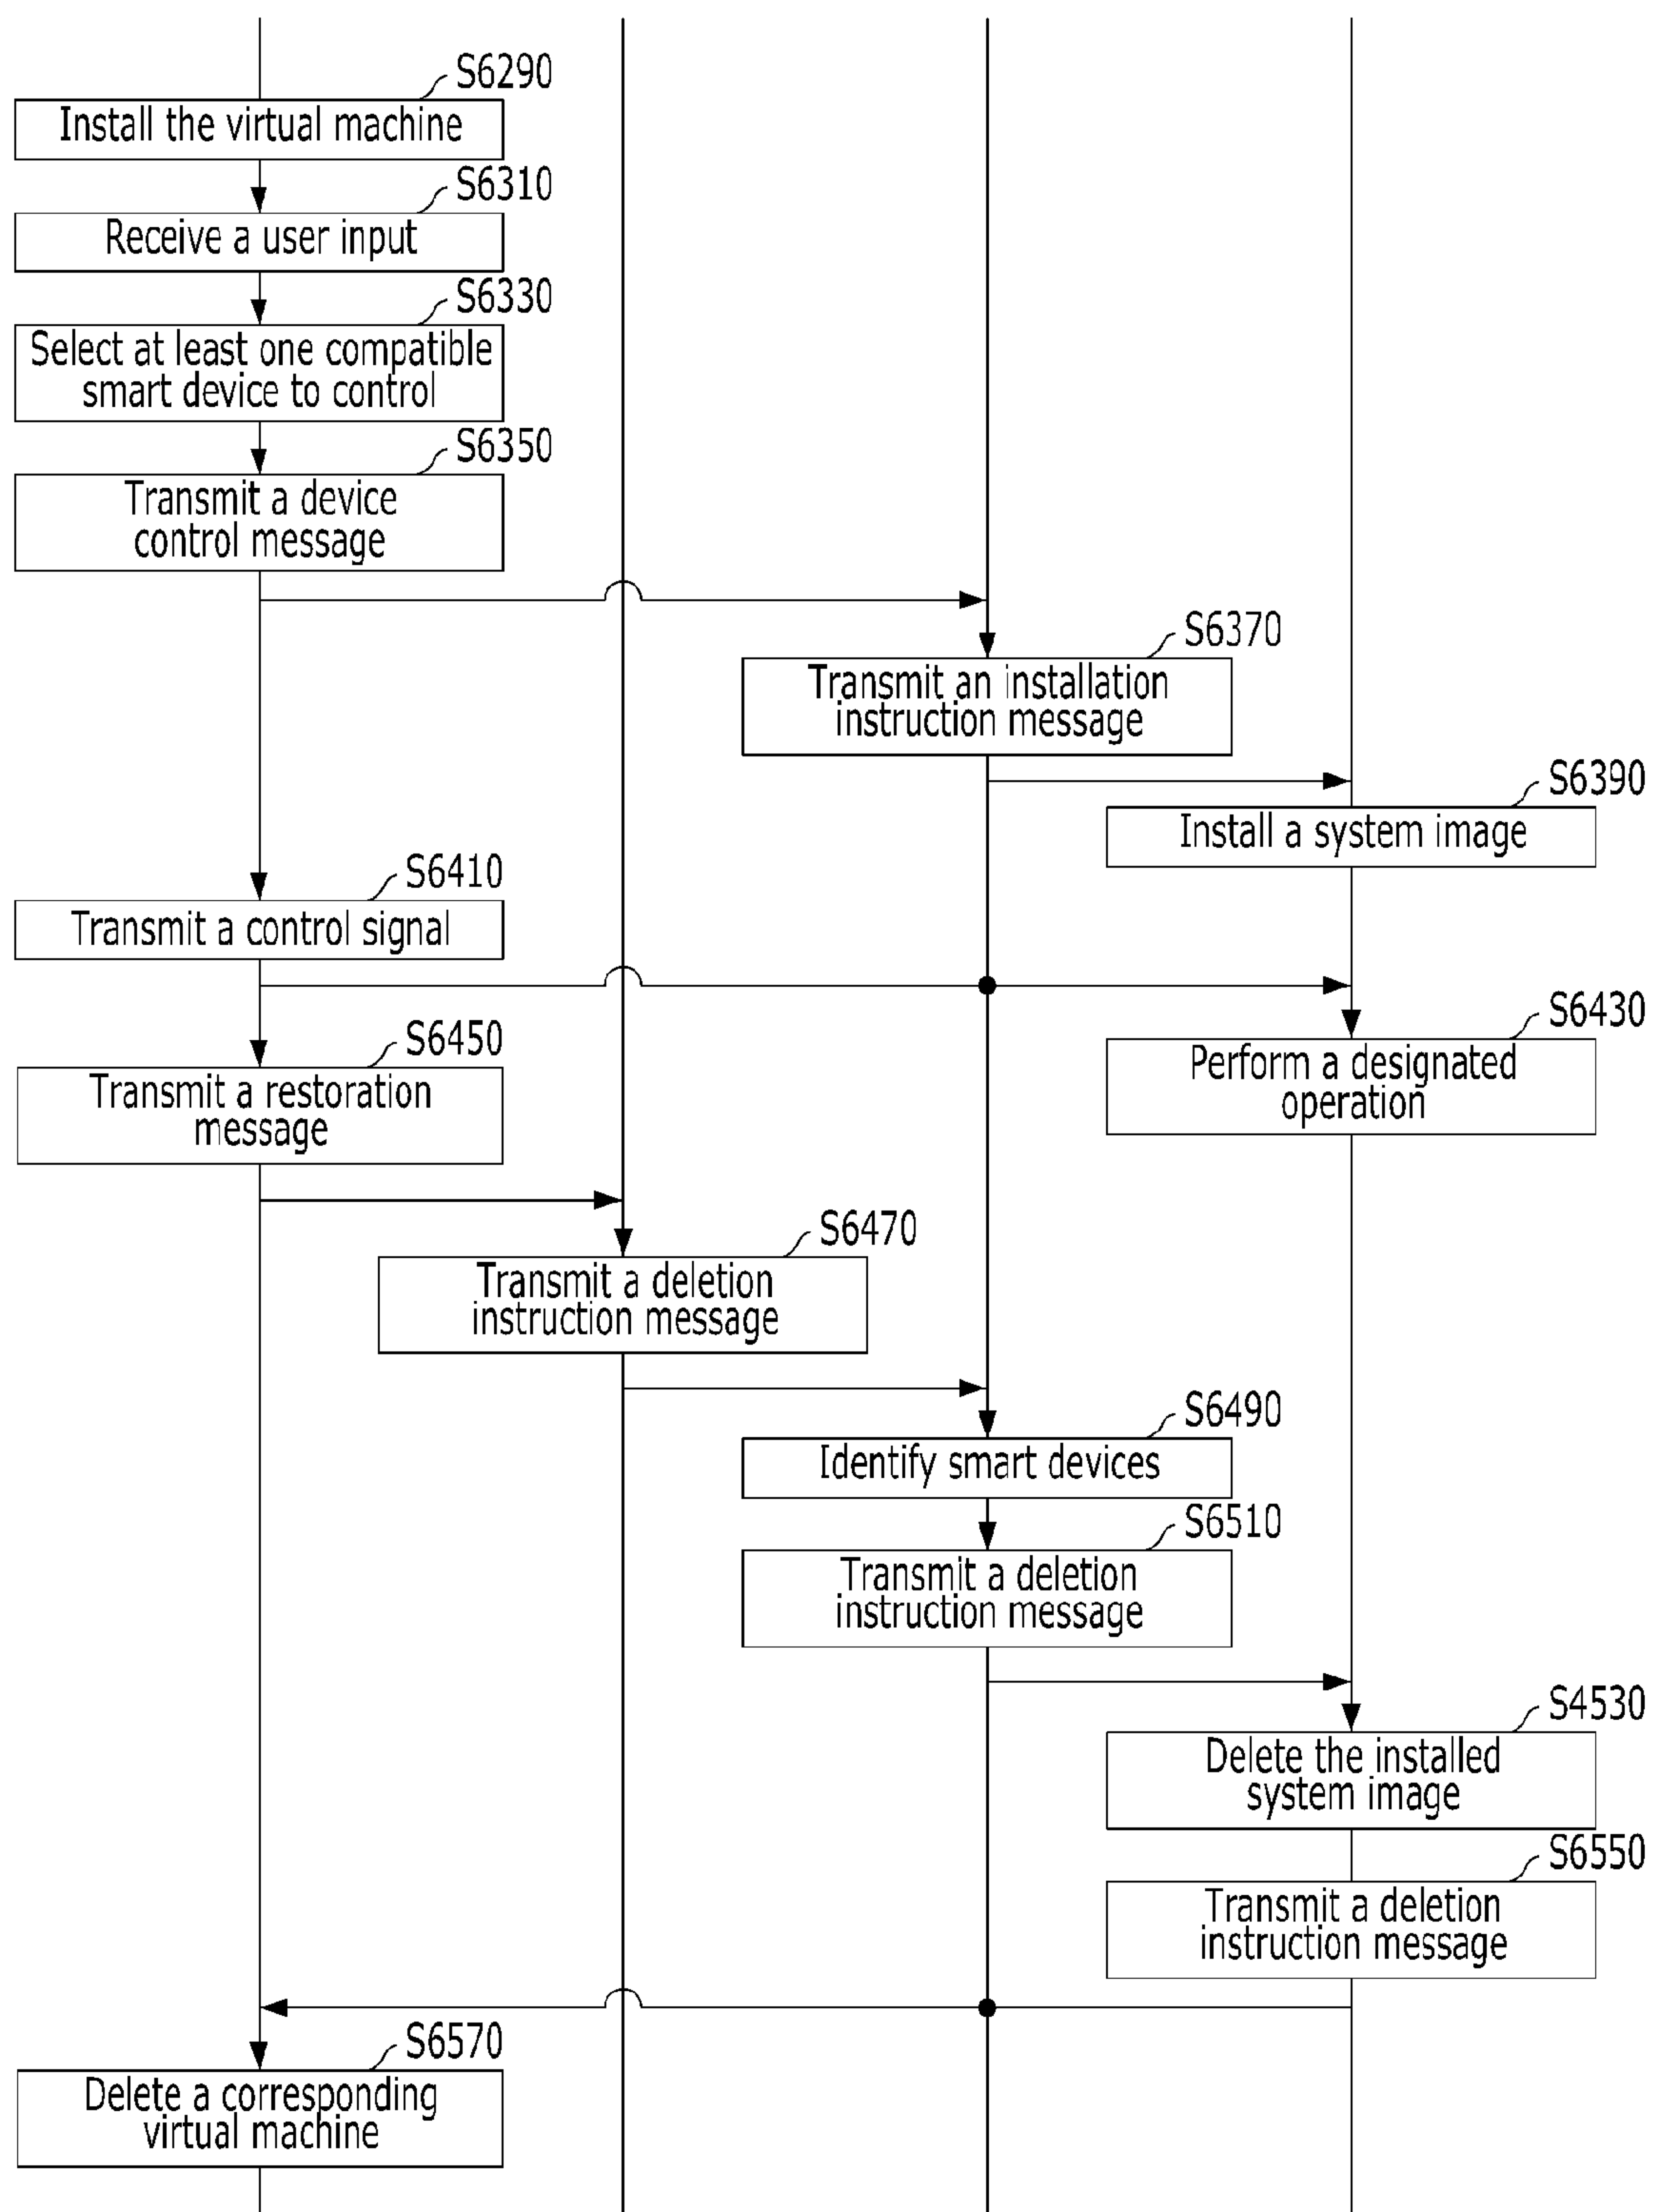 S6290
Install the virtual machine
S6310
Receive a user input
S6330
Select at least one compatible
smart device to control
S6350
Transmit a device
control message
S6370
Transmit an installation
instruction message
S6390
Install a system image
S6410
Transmit a control signal
S6430
Perform a designated
operation
S6450
Transmit a restoration
message
S6470
Transmit a deletion
instruction message
S6490
Identify smart devices
S6510
Transmit a deletion
instruction message
S4530
Delete the installed
system image
S6550
Transmit a deletion
instruction message
S6570
Delete a corresponding
virtual machine